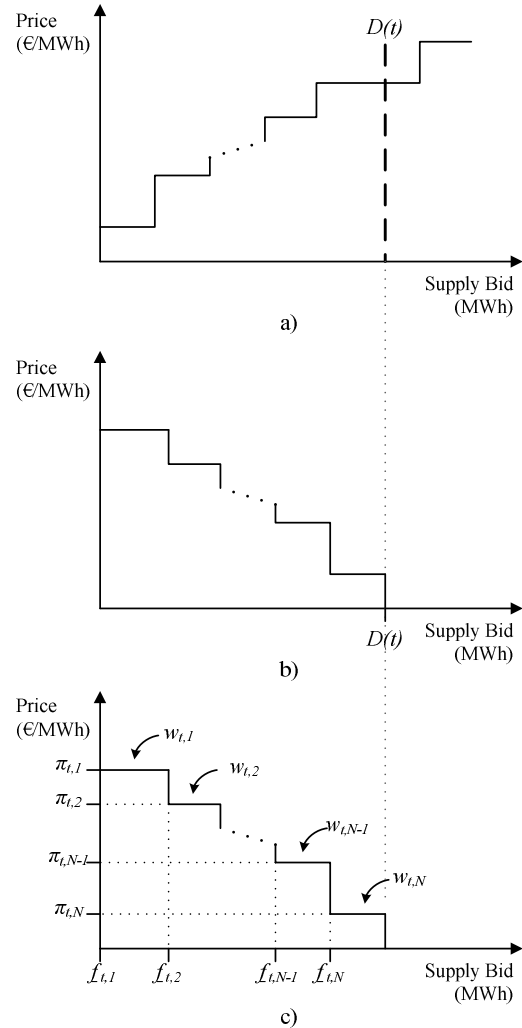 Price
(€/MWh)
D(t)
Supply Bid
(MWh)
a)
Price
(€/MWh)
D(t)
Supply Bid
(MWh)
b)
Price
(€/MWh)
w_{t,1}
π_{t,1}
w_{t,2}
π_{t,2}
w_{t,N-1}
π_{t,N-1}
w_{t,N}
π_{t,N}
f_{t,1} f_{t,2} f_{t,N-1} f_{t,N}
Supply Bid
(MWh)
c)